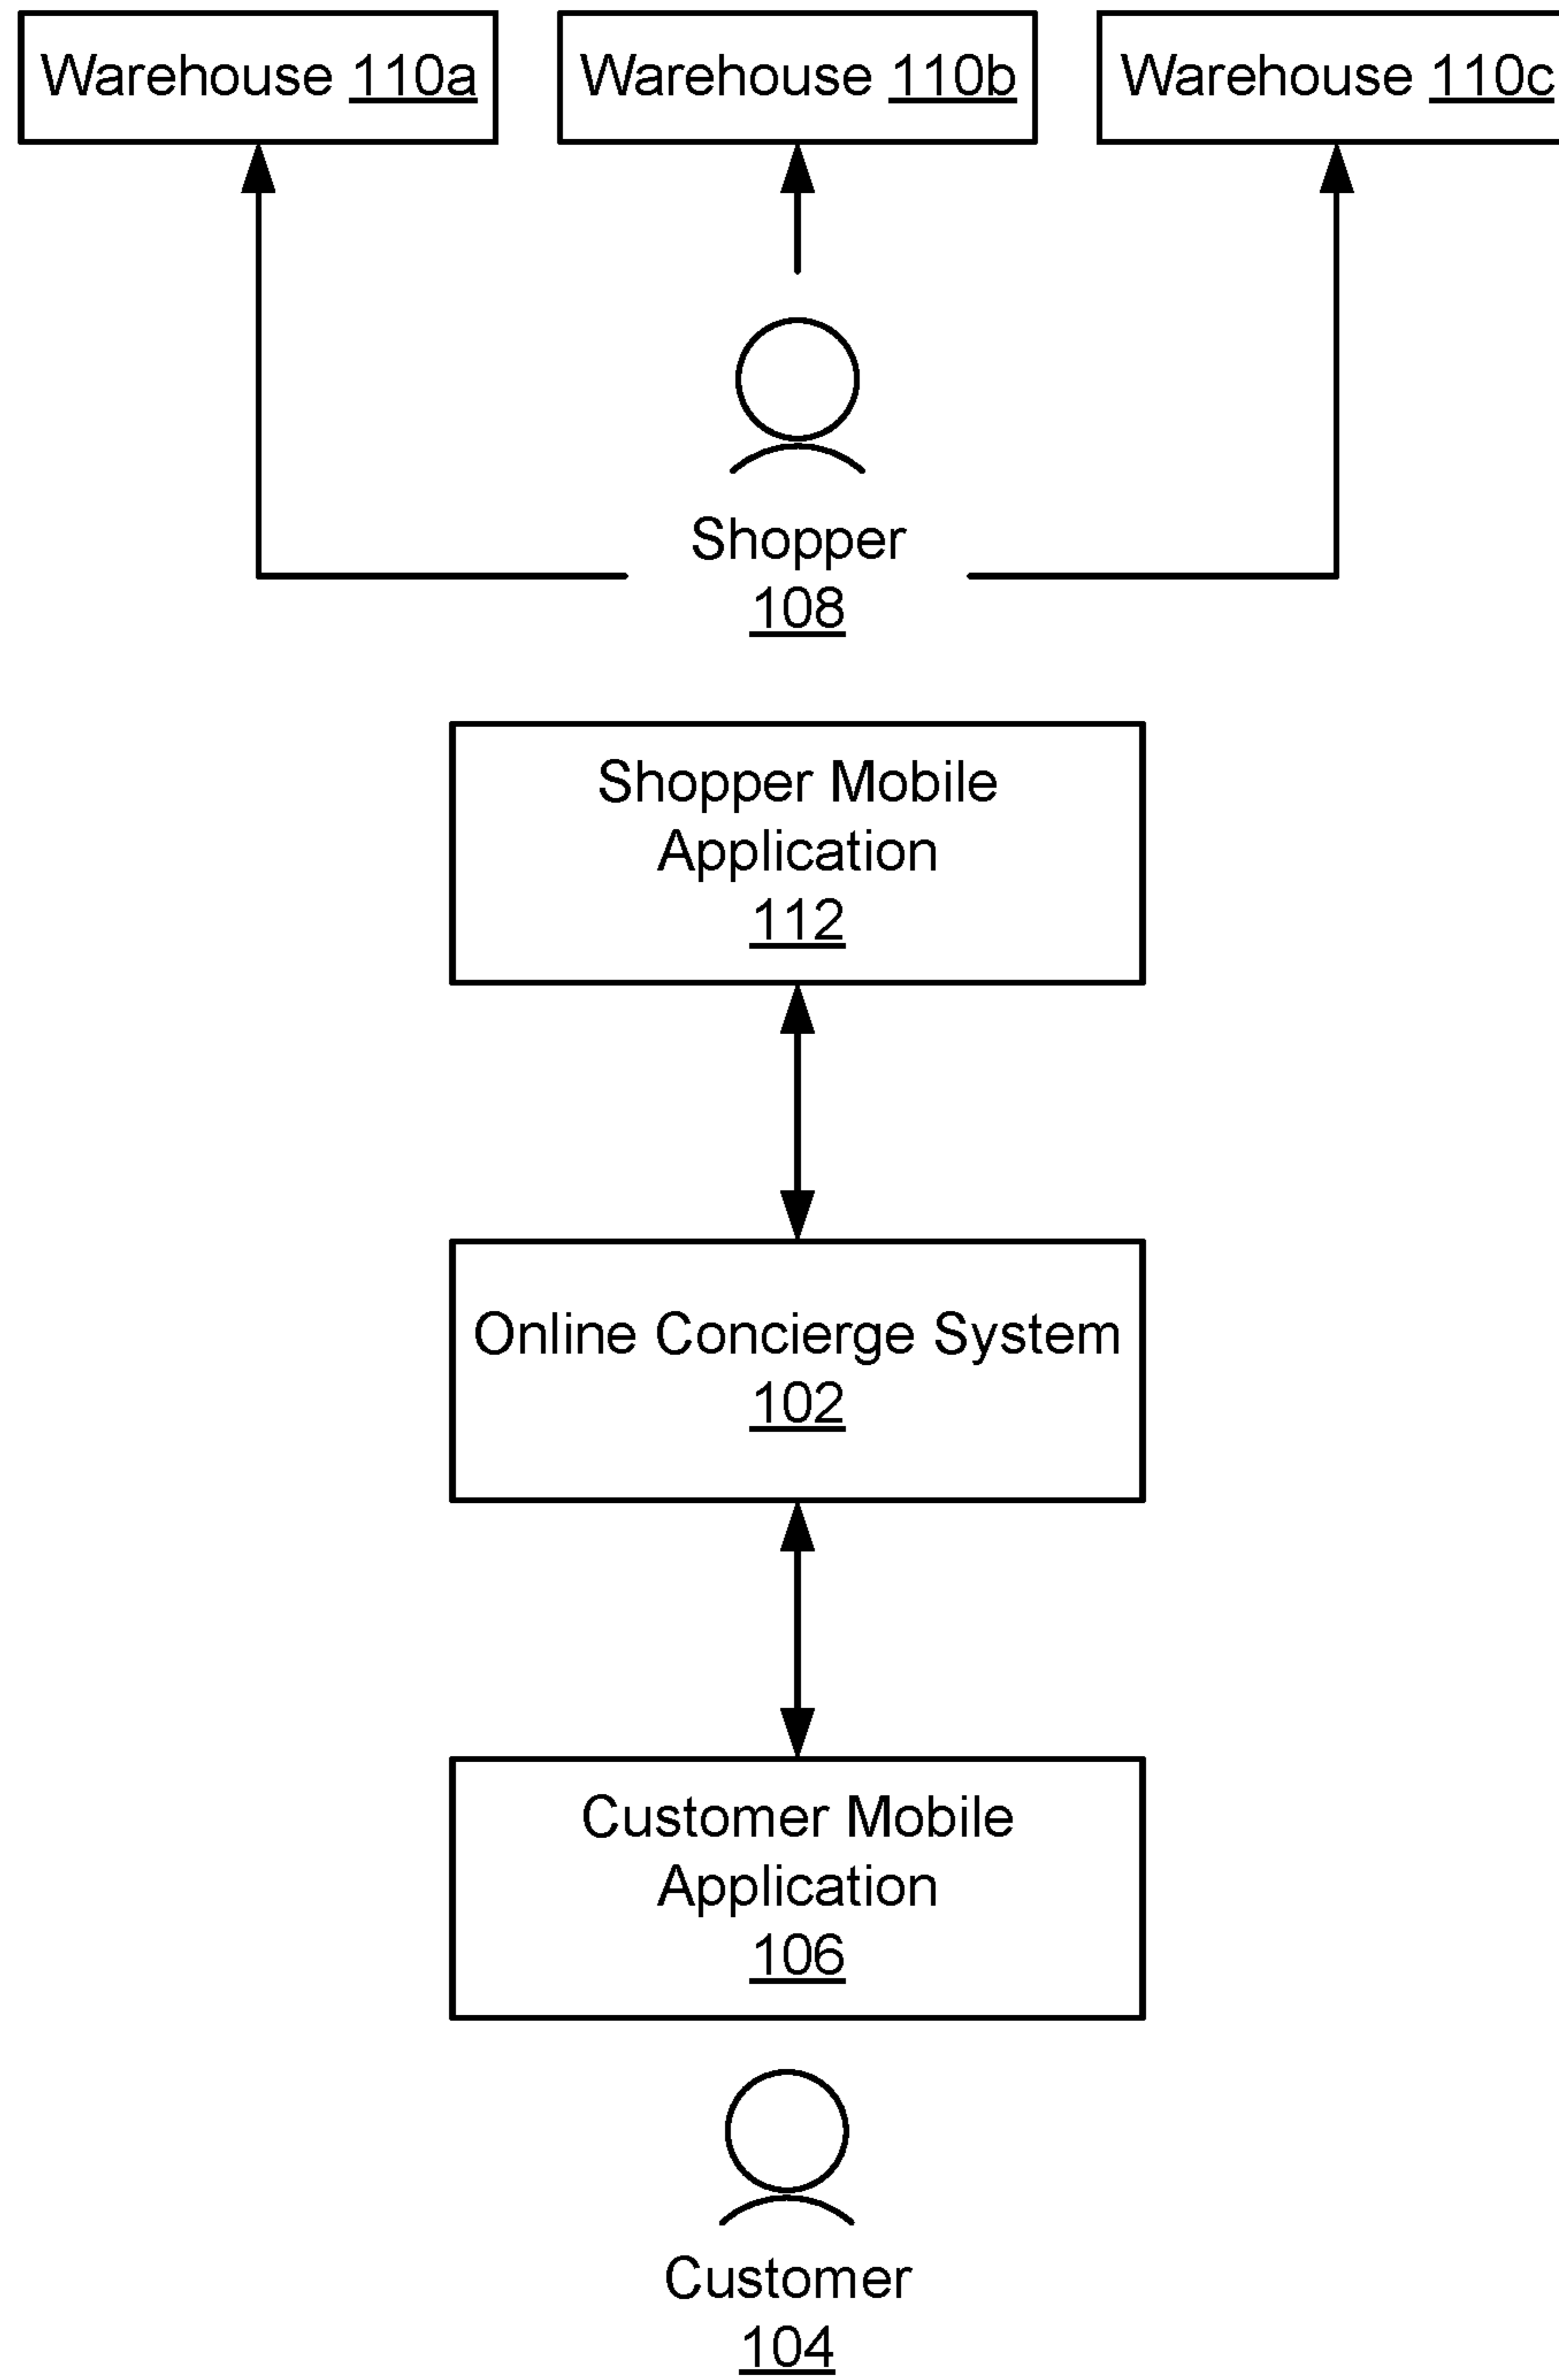 Warehouse 110a
Warehouse 110b
Warehouse 110c
Shopper
108
Shopper Mobile
Application
112
Online Concierge System
102
Customer Mobile
Application
106
Customer
104